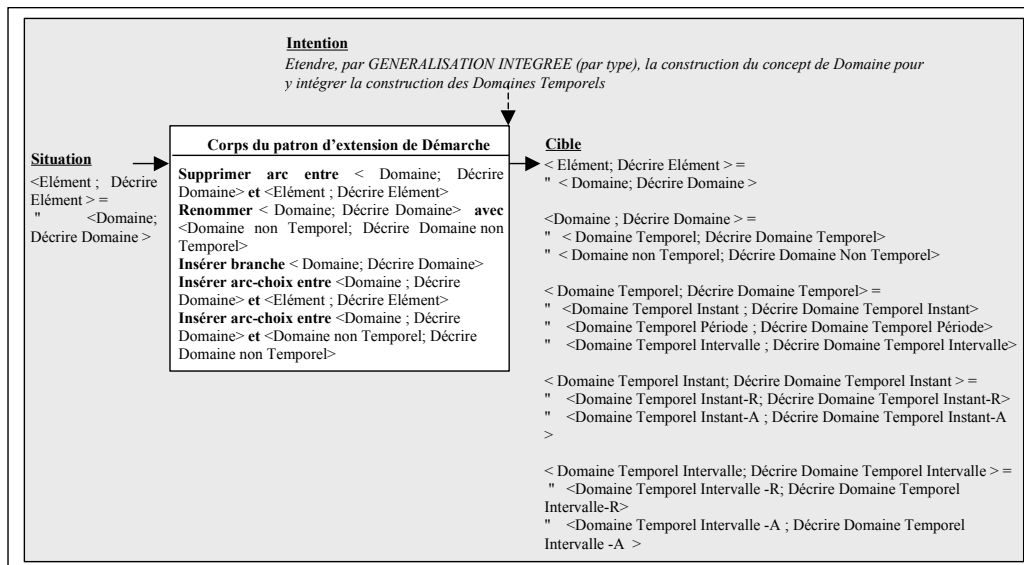 Intention
Etendre, par GENERALISATION INTEGREE (par type), la construction du concept de Domaine pour
y intégrer la construction des Domaines Temporels
Situation
<Elément ; Décrire
Elément > =
" <Domaine;
Décrire Domaine >
Corps du patron d'extension de Démarche
Supprimer arc entre < Domaine; Décrire
Domaine> et <Elément ; Décrire Elément>
Renommer < Domaine; Décrire Domaine> avec
<Domaine non Temporel; Décrire Domaine non
Temporel>
Insérer branche < Domaine; Décrire Domaine>
Insérer arc-choix entre <Domaine ; Décrire
Domaine> et <Elément ; Décrire Elément>
Insérer arc-choix entre <Domaine ; Décrire
Domaine> et <Domaine non Temporel; Décrire
Domaine non Temporel>
Cible
< Elément; Décrire Elément > =
" < Domaine; Décrire Domaine >
<Domaine ; Décrire Domaine > =
" < Domaine Temporel; Décrire Domaine Temporel>
" < Domaine non Temporel; Décrire Domaine Non Temporel>
< Domaine Temporel; Décrire Domaine Temporel> =
" <Domaine Temporel Instant ; Décrire Domaine Temporel Instant>
" <Domaine Temporel Période ; Décrire Domaine Temporel Période>
" <Domaine Temporel Intervalle ; Décrire Domaine Temporel Intervalle>
< Domaine Temporel Instant; Décrire Domaine Temporel Instant > =
" <Domaine Temporel Instant-R; Décrire Domaine Temporel Instant-R>
" <Domaine Temporel Instant-A ; Décrire Domaine Temporel Instant-A
>
< Domaine Temporel Intervalle; Décrire Domaine Temporel Intervalle > =
" <Domaine Temporel Intervalle -R; Décrire Domaine Temporel
Intervalle-R>
" <Domaine Temporel Intervalle -A ; Décrire Domaine Temporel
Intervalle -A >